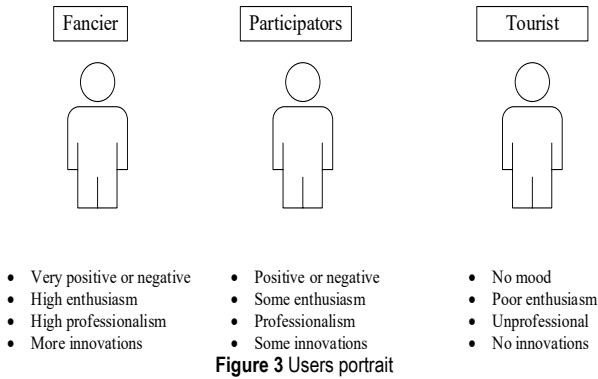 Fancier
Participators
Tourist
• Very positive or negative
• High enthusiasm
• High professionalism
• More innovations
• Positive or negative
• Some enthusiasm
• Professionalism
• Some innovations
• No mood
• Poor enthusiasm
• Unprofessional
• No innovations
Figure 3 Users portrait